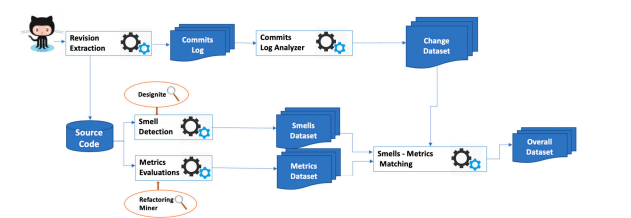 Revision
Extraction
Commits
Log
Commits
Log Analyzer
Change
Dataset
Designite
Source
Code
Smell
Detection
Smells
Dataset
Metrics
Evaluations
Metrics
Dataset
Smells - Metrics
Matching
Overall
Dataset
Refactoring
Miner